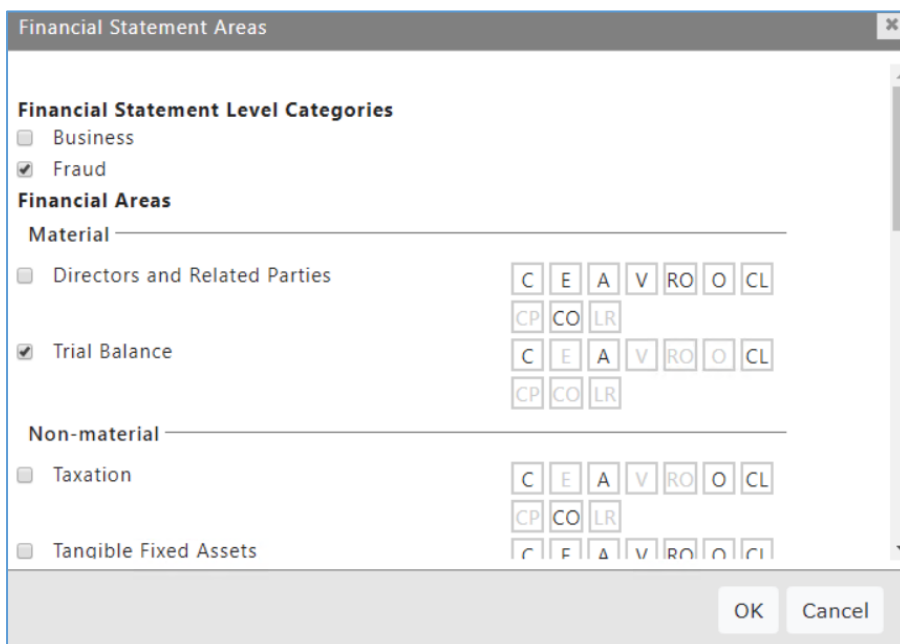 Financial Statement Areas
Financial Statement Level Categories
Business
Fraud
Financial Areas
Material
Directors and Related Parties C E A V RO O CL
CP CO LR
Trial Balance C E A V RO O CL
CP CO LR
Non-material
Taxation C E A V RO O CL
CP CO LR
Tangible Fixed Assets C E A V RO O CL
OK Cancel